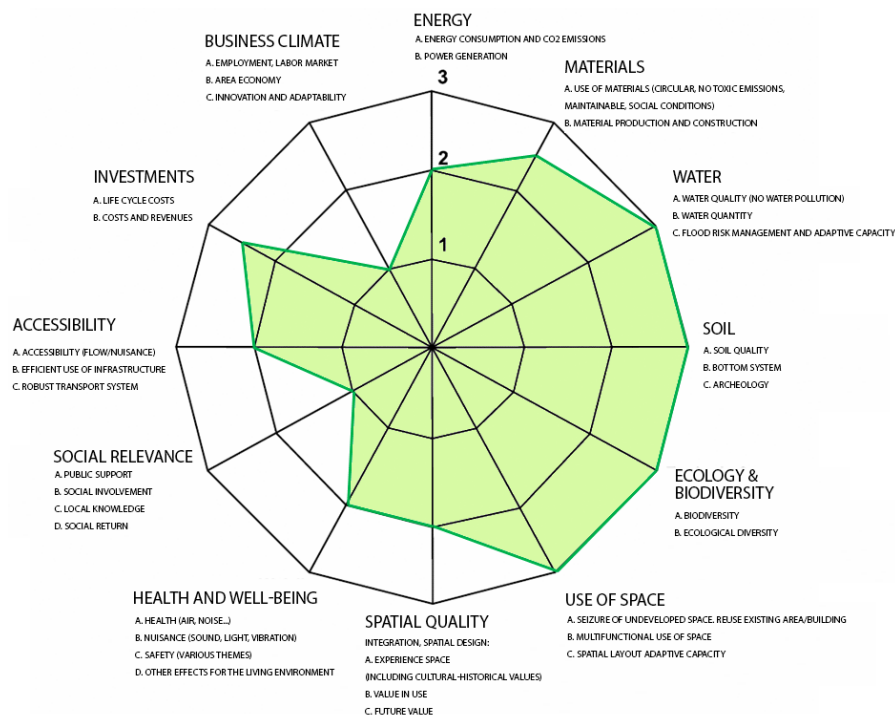 ENERGY
A. ENERGY CONSUMPTION AND CO2 EMISSIONS
B. POWER GENERATION
BUSINESS CLIMATE
A. EMPLOYMENT, LABOR MARKET
B. AREA ECONOMY
C. INNOVATION AND ADAPTABILITY
MATERIALS
A. USE OF MATERIALS (CIRCULAR, NO TOXIC EMISSIONS,
MAINTAINABLE, SOCIAL CONDITIONS)
B. MATERIAL PRODUCTION AND CONSTRUCTION
3
2
1
INVESTMENTS
A. LIFE CYCLE COSTS
B. COSTS AND REVENUES
WATER
A. WATER QUALITY (NO WATER POLLUTION)
B. WATER QUANTITY
C. FLOOD RISK MANAGEMENT AND ADAPTIVE CAPACITY
ACCESSIBILITY
A. ACCESSIBILITY (FLOW/NUISANCE)
B. EFFICIENT USE OF INFRASTRUCTURE
C. ROBUST TRANSPORT SYSTEM
SOIL
A. SOIL QUALITY
B. BOTTOM SYSTEM
C. ARCHEOLOGY
SOCIAL RELEVANCE
A. PUBLIC SUPPORT
B. SOCIAL INVOLVEMENT
C. LOCAL KNOWLEDGE
D. SOCIAL RETURN
ECOLOGY &
BIODIVERSITY
A. BIODIVERSITY
B. ECOLOGICAL DIVERSITY
HEALTH AND WELL-BEING
A. HEALTH (AIR, NOISE...)
B. NUISANCE (SOUND, LIGHT, VIBRATION)
C. SAFETY (VARIOUS THEMES)
D. OTHER EFFECTS FOR THE LIVING ENVIRONMENT
SPATIAL QUALITY
INTEGRATION, SPATIAL DESIGN:
A. EXPERIENCE SPACE
(INCLUDING CULTURAL-HISTORICAL VALUES)
B. VALUE IN USE
C. FUTURE VALUE
USE OF SPACE
A. SEIZURE OF UNDEVELOPED SPACE. REUSE EXISTING AREA/BUILDING
B. MULTIFUNCTIONAL USE OF SPACE
C. SPATIAL LAYOUT ADAPTIVE CAPACITY